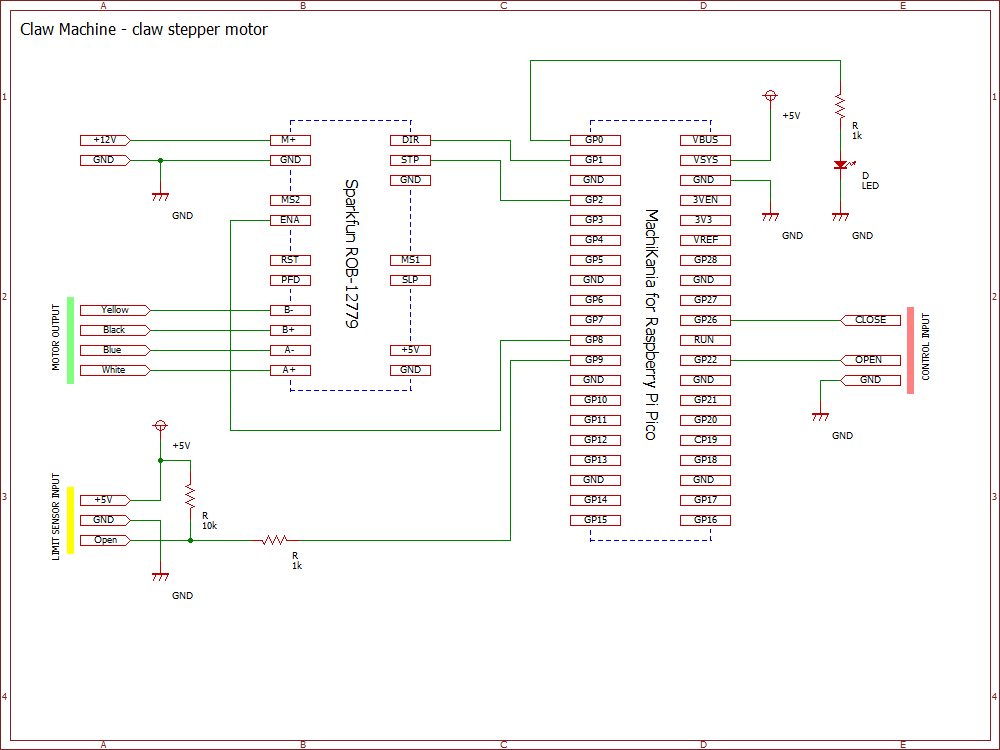 A B C D E
Claw Machine - claw stepper motor
1 1
+12V
GND
GND
M+
GND
MS2
ENA
RST
PFD
B-
B+
A-
A+
Sparkfun ROB-12779
DIR
STP
GND
MS1
SLP
+5V
GND
GP0
GP1
GND
GP2
GP3
GP4
GP5
GND
GP6
GP7
GP8
GP9
GND
GP10
GP11
GP12
GP13
GND
GP14
GP15
MachiKania for Raspberry Pi Pico
VBUS
VSYS
GND
3VEN
3V3
VREF
GP28
GND
GP27
GP26
RUN
GP22
GND
GP21
GP20
CP19
GP18
GND
GP17
GP16
+5V
GND
R
1k
D
LED
GND
2 2
MOTOR OUTPUT
Yellow
Black
Blue
White
CLOSE
OPEN
GND
CONTROL INPUT
GND
3 3
+5V
LIMIT SENSOR INPUT
+5V
GND
Open
R
10k
R
1k
GND
4 4
A B C D E